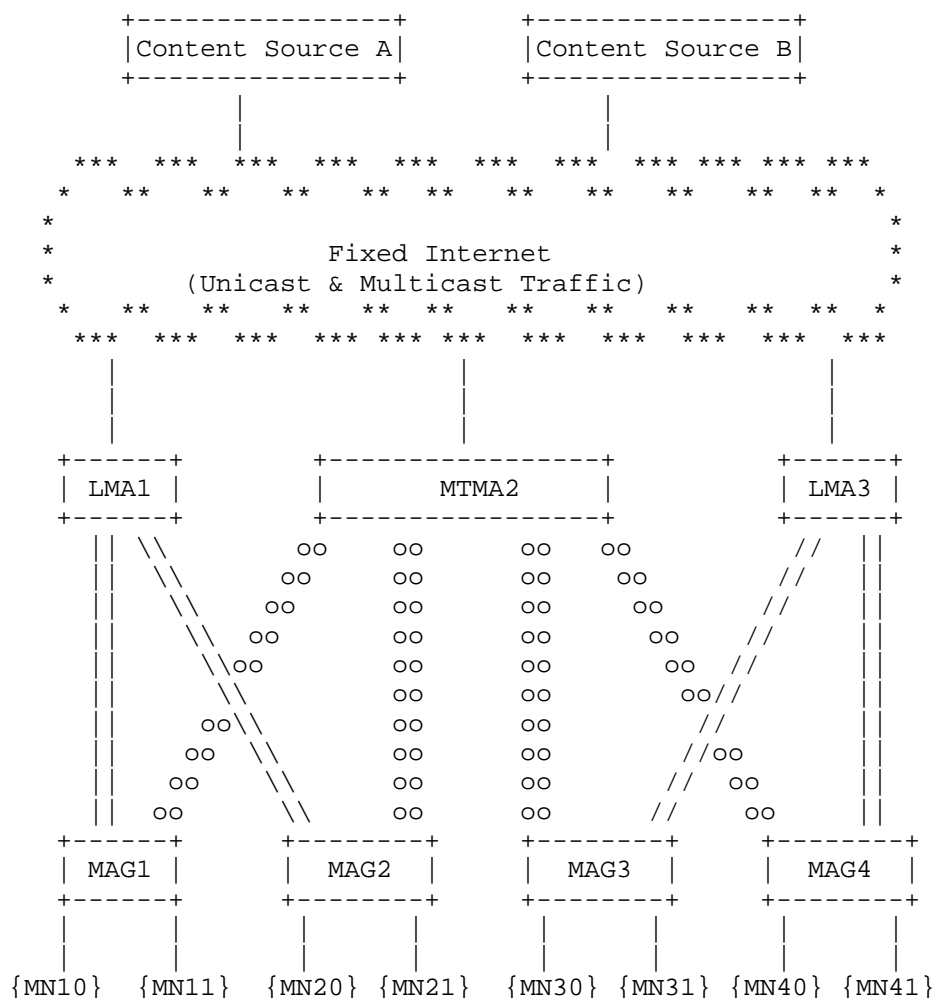 Content Source A Content Source B
Fixed Internet
(Unicast & Multicast Traffic)
LMA1 MTMA2 LMA3
MAG1 MAG2 MAG3 MAG4
{MN10} {MN11} {MN20} {MN21} {MN30} {MN31} {MN40} {MN41}